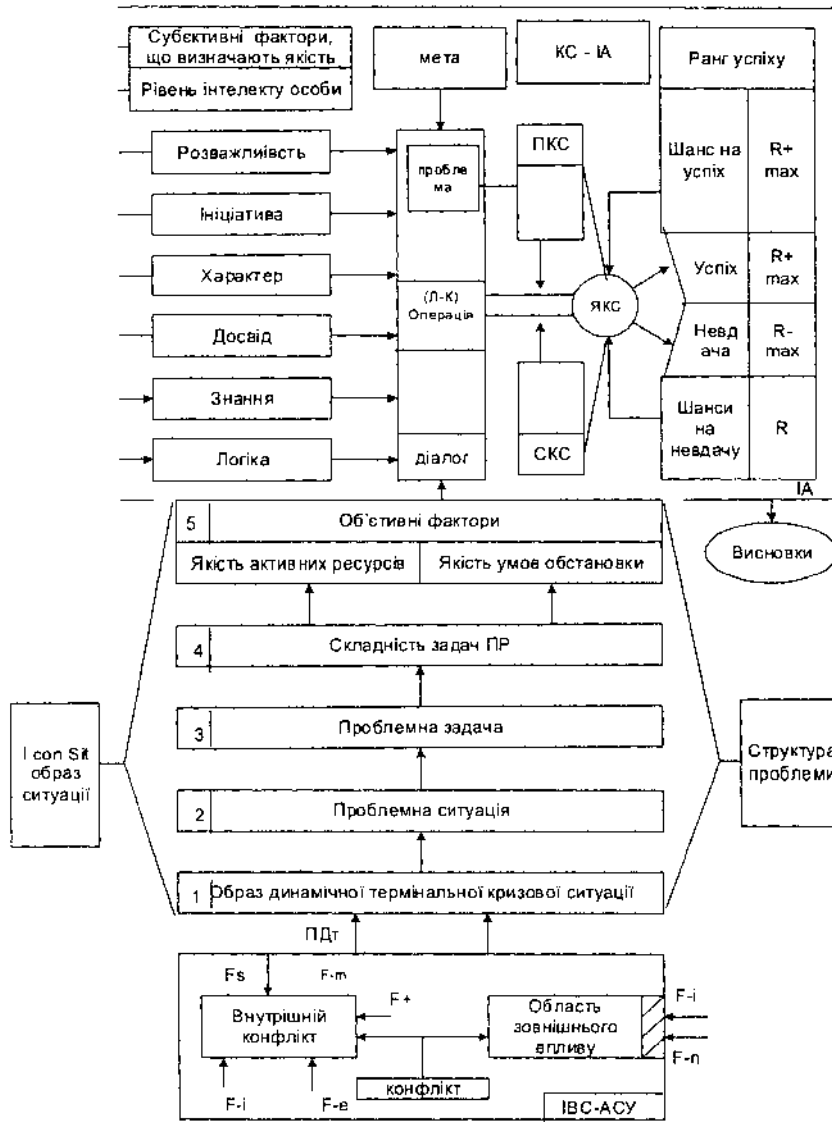 Субєктивні фактори,
що визначають якість
Рівень інтелекту особи
мета
КС - ІА
Ранг успіху
Розважливість
Ініціатива
Характер
Досвід
Знання
Логіка
пробле
ма
(Л-К)
Операція
діалог
ПКС
ЯКС
СКС
Шанс на
успіх
R+
max
Успіх
R+
max
Невд
ача
R-
max
Шанси
на
невдачу
R
ІА
Висновки
5
Об'єтивні фактори
Якість активних ресурсів
Якість умов обстановки
4
Складність задач ПР
3
Проблемна задача
2
Проблемна ситуація
1
Образ динамічної термінальної кризової ситуації
I con Sit
образ
ситуації
Структура
проблеми
ПДт
Fs
F-m
F+
Внутрішній
конфлікт
Область
зовнішнього
впливу
F-i
F-n
F-i
F-e
конфлікт
ІВС-АСУ